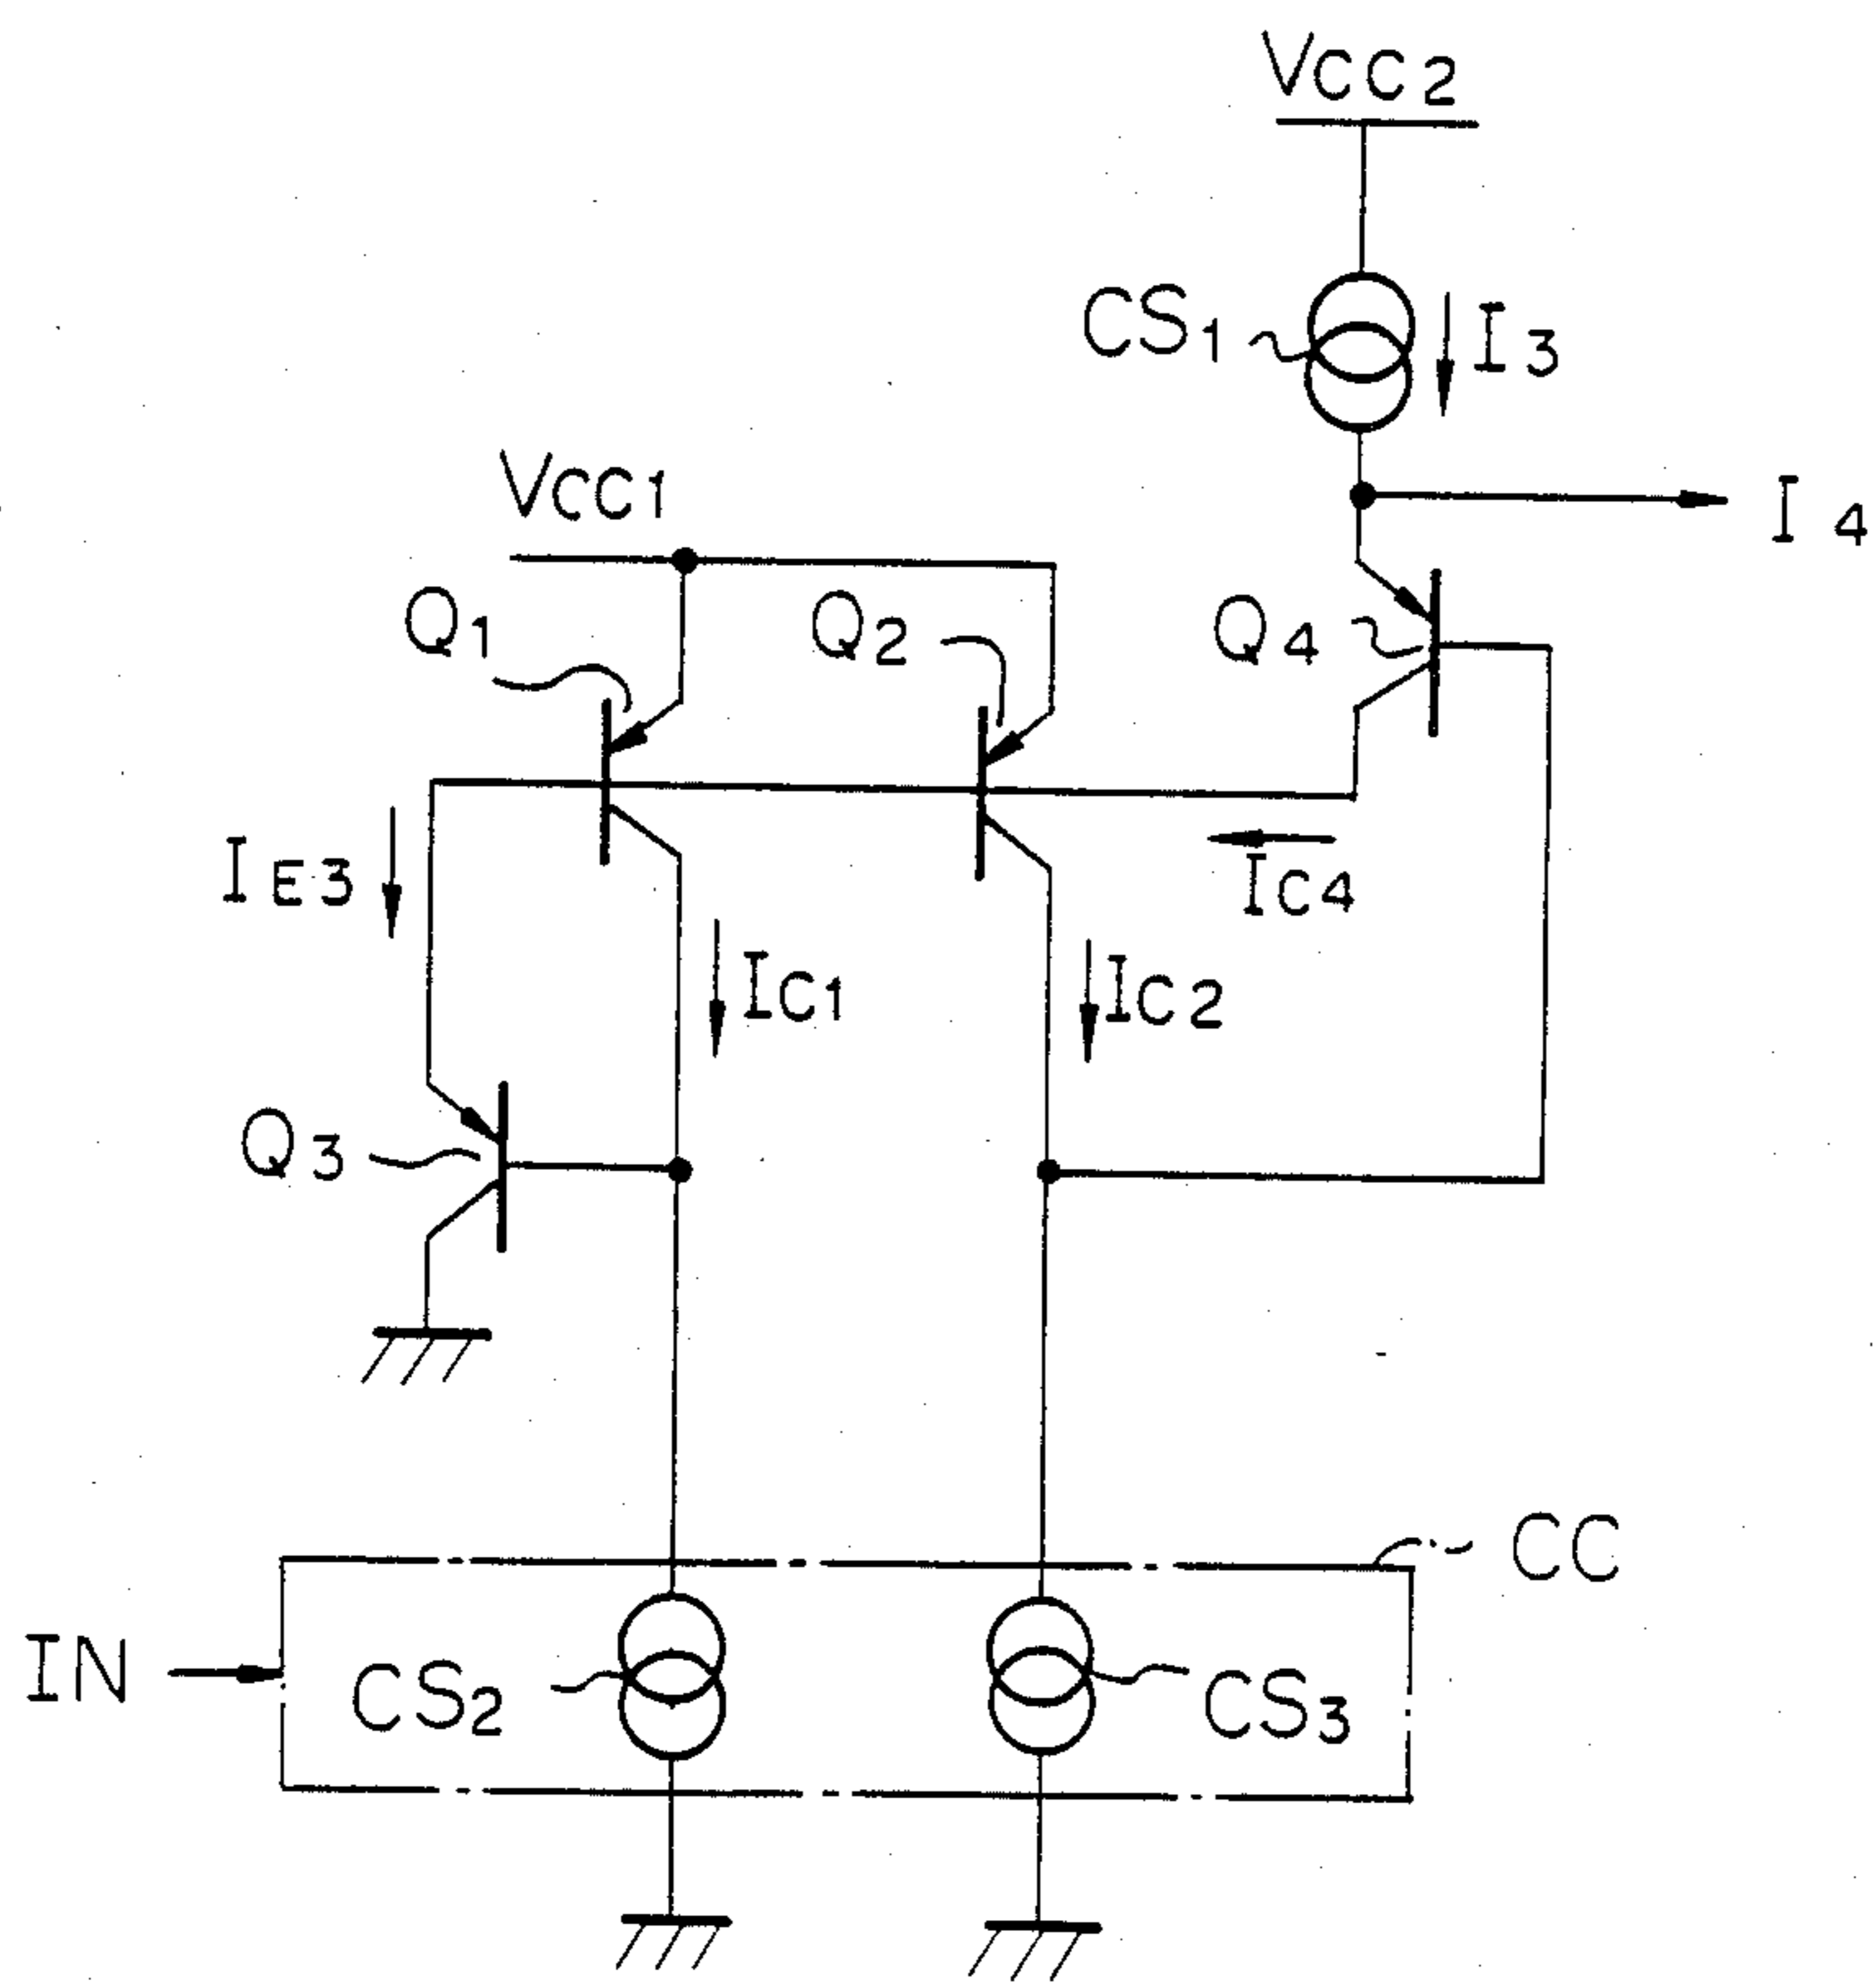 VCC2
CS1
I3
VCC1
I4
Q1
Q2
Q4
IE3
IC4
IC1
IC2
Q3
CC
IN
CS2
CS3